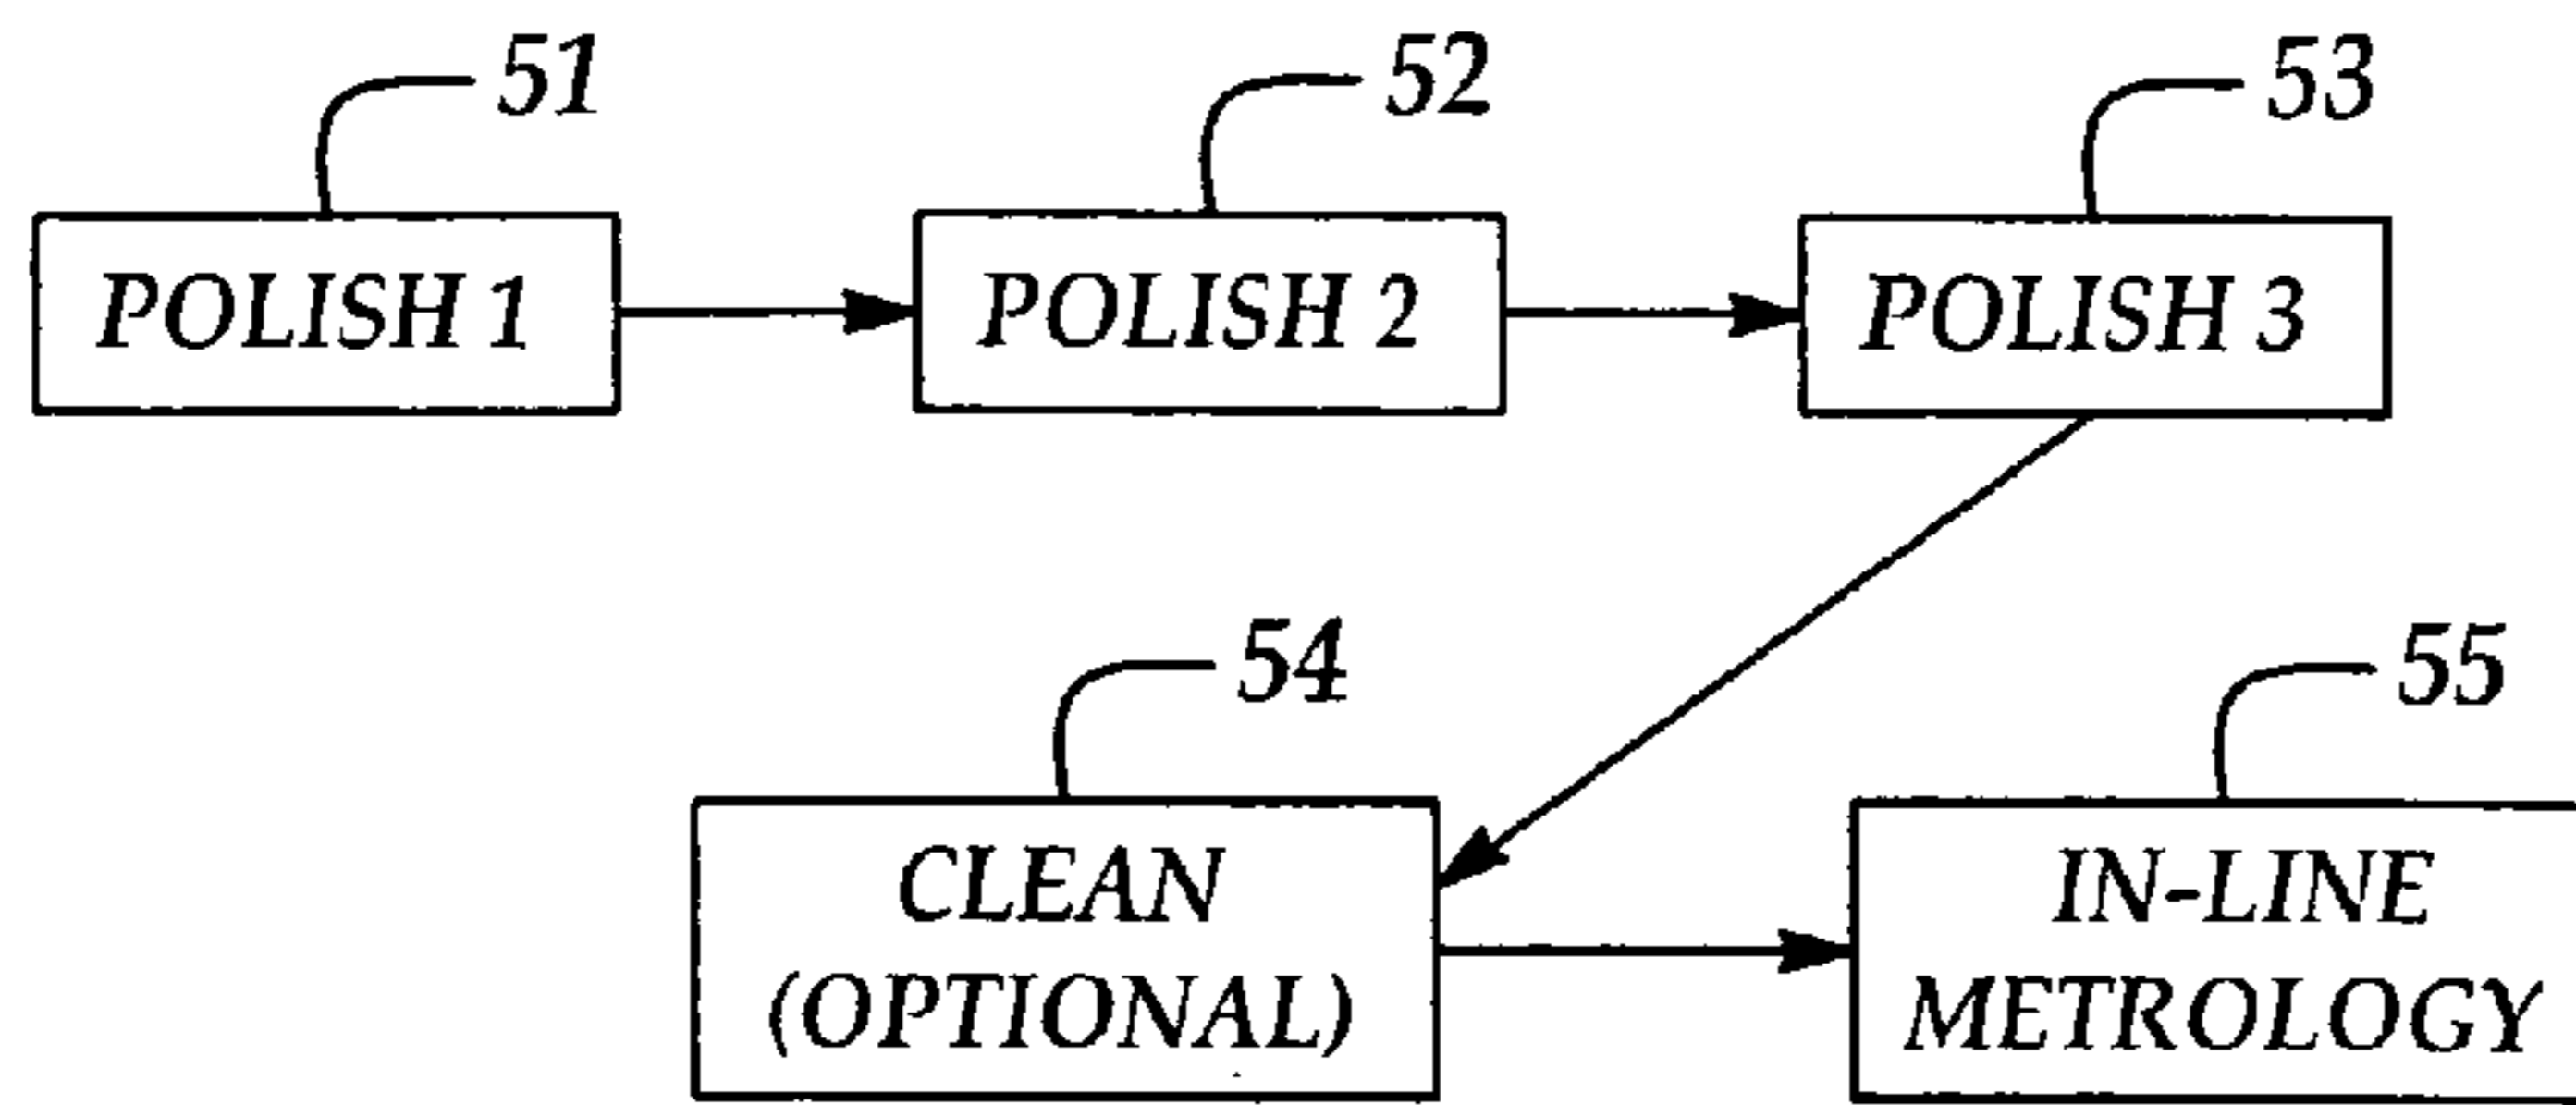 51
52
53
POLISH 1
POLISH 2
POLISH 3
54
55
CLEAN
(OPTIONAL)
IN-LINE
METROLOGY